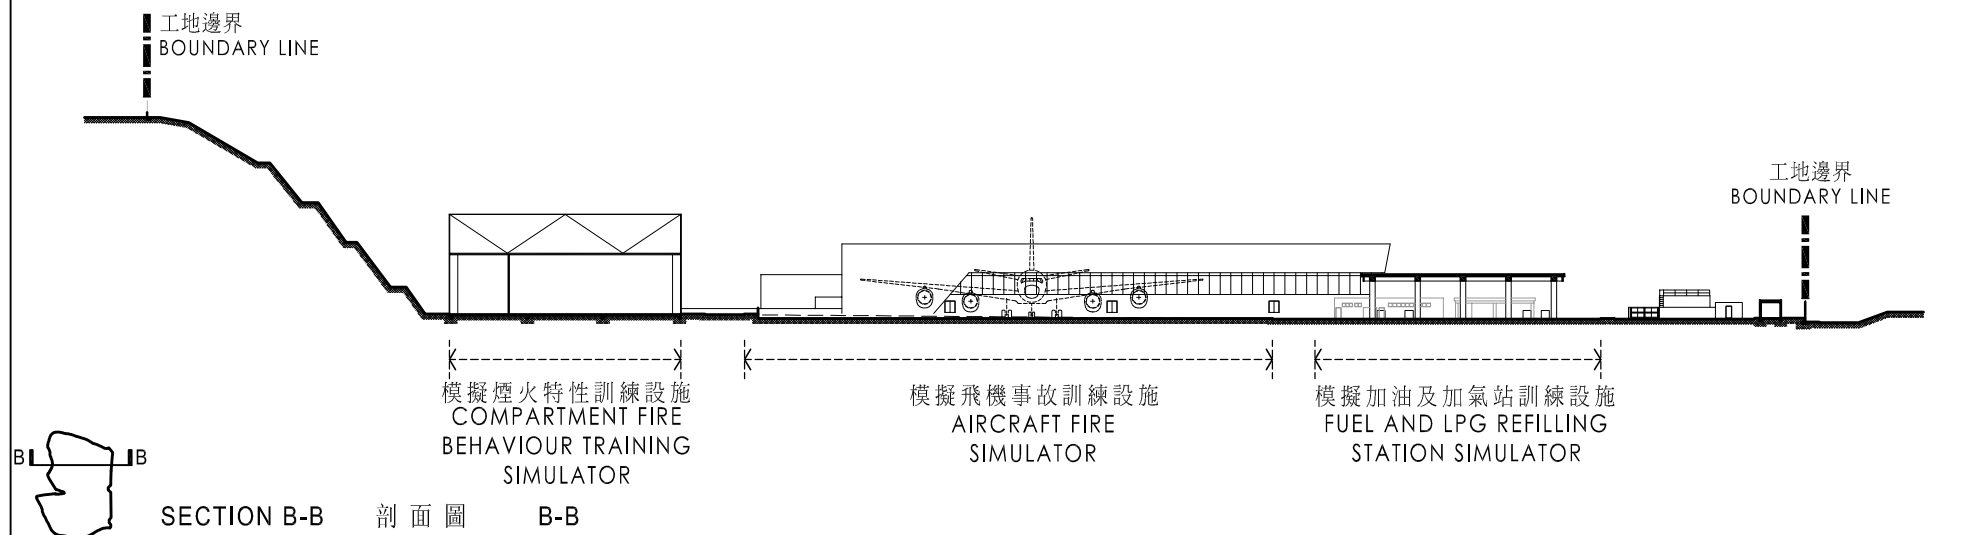 工地邊界
BOUNDARY LINE
工地邊界
BOUNDARY LINE
模擬煙火特性訓練設施
COMPARTMENT FIRE
BEHAVIOUR TRAINING
SIMULATOR
模擬飛機事故訓練設施
AIRCRAFT FIRE
SIMULATOR
模擬加油及加氣站訓練設施
FUEL AND LPG REFILLING
STATION SIMULATOR
B B
SECTION B-B 剖面圖 B-B